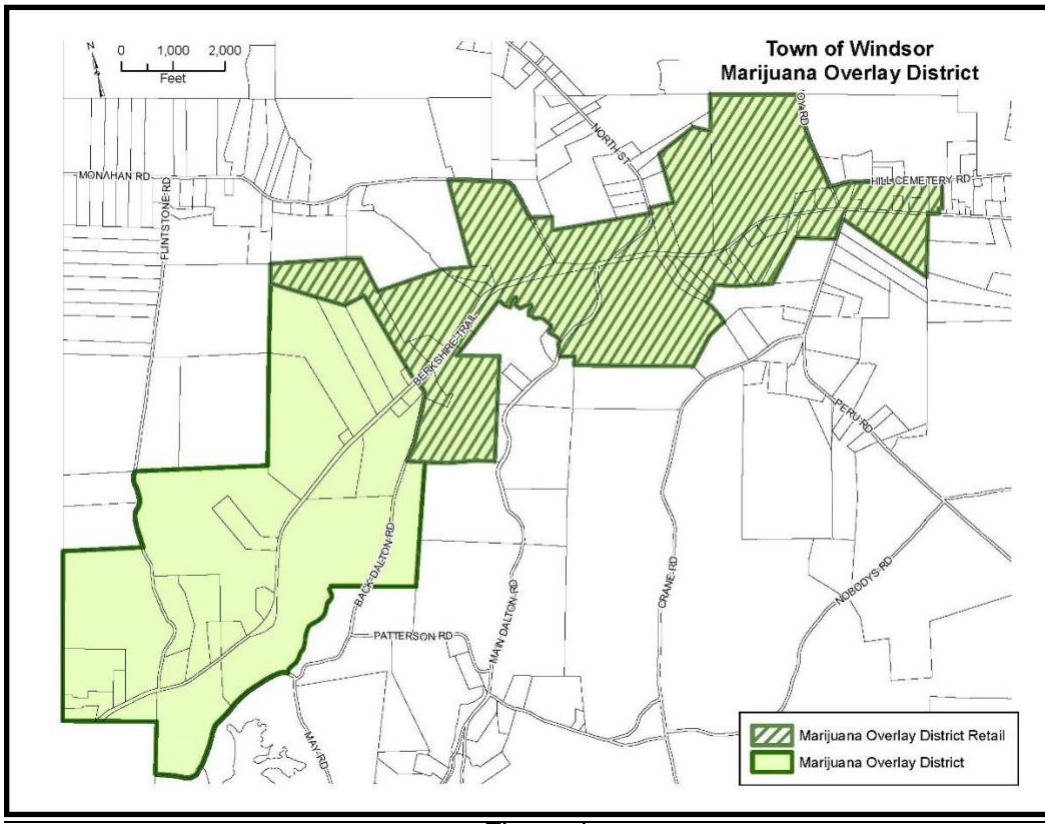 N
0 1,000 2,000
Feet
Town of Windsor
Marijuana Overlay District
NORTH ST
MONAHAN RD
FLINTSTONE RD
HILL CEMETERY RD
BERKSHIRE TRAIL
PERU RD
BACK DALTON RD
MAIN DALTON RD
CRANE RD
NOBODYS RD
PATTERSON RD
MAY RD
Marijuana Overlay District Retail
Marijuana Overlay District